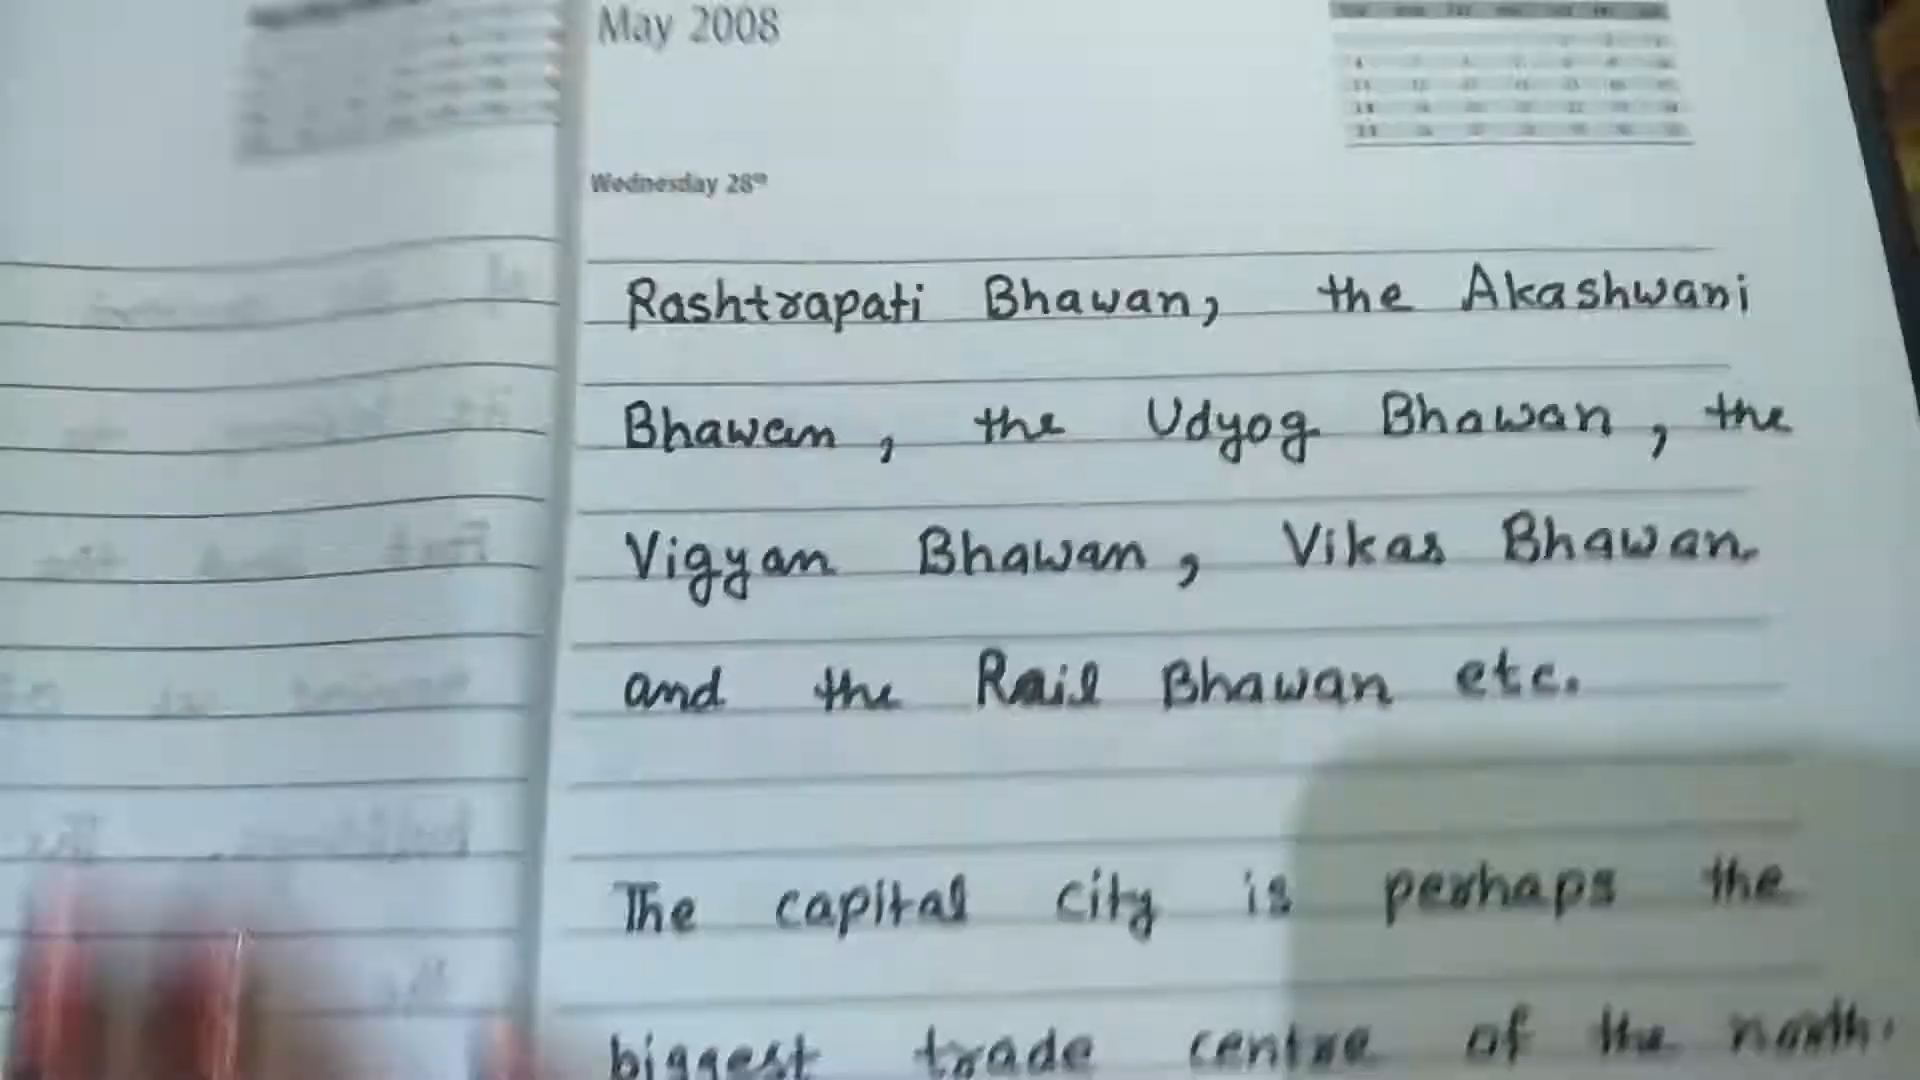 May 2008
Wednesday 28th
Rashtrapati Bhawan, the Akashwani
Bhawan, the Udyog Bhawan, the
Vigyan Bhawan, Vikas Bhawan.
and the Rail Bhawan etc.
The capital city is perhaps the
biggest trade centre of the north.